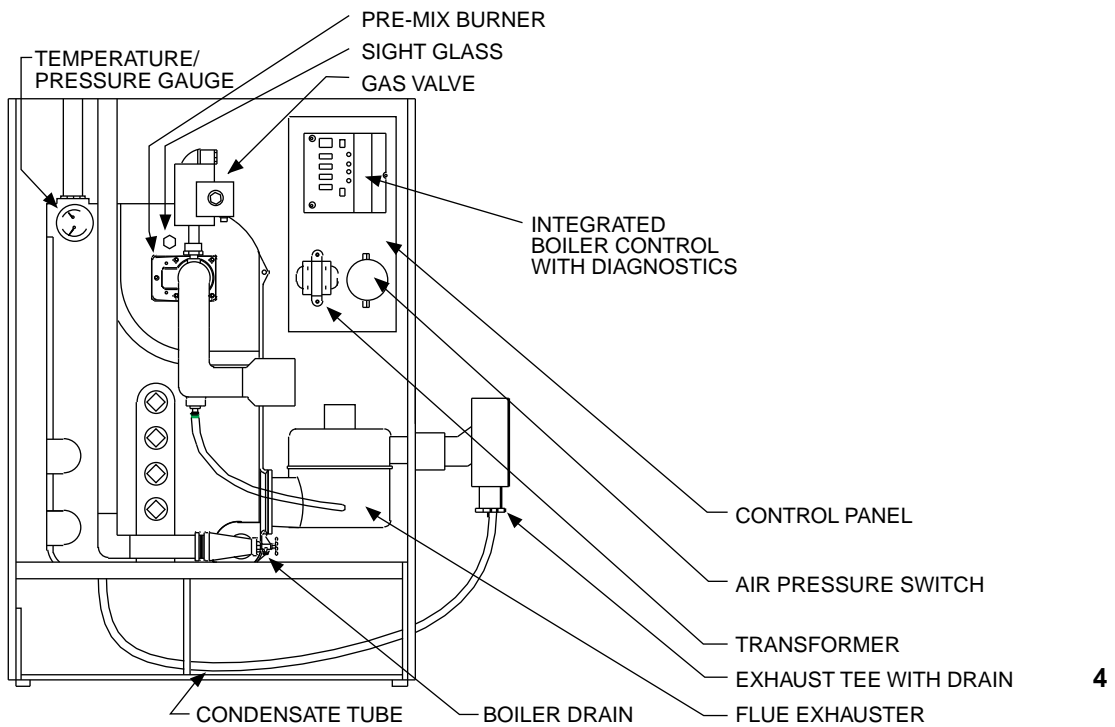 PRE-MIX BURNER
SIGHT GLASS
GAS VALVE
TEMPERATURE/
PRESSURE GAUGE
INTEGRATED
BOILER CONTROL
WITH DIAGNOSTICS
CONTROL PANEL
AIR PRESSURE SWITCH
TRANSFORMER
EXHAUST TEE WITH DRAIN
4
CONDENSATE TUBE
BOILER DRAIN
FLUE EXHAUSTER